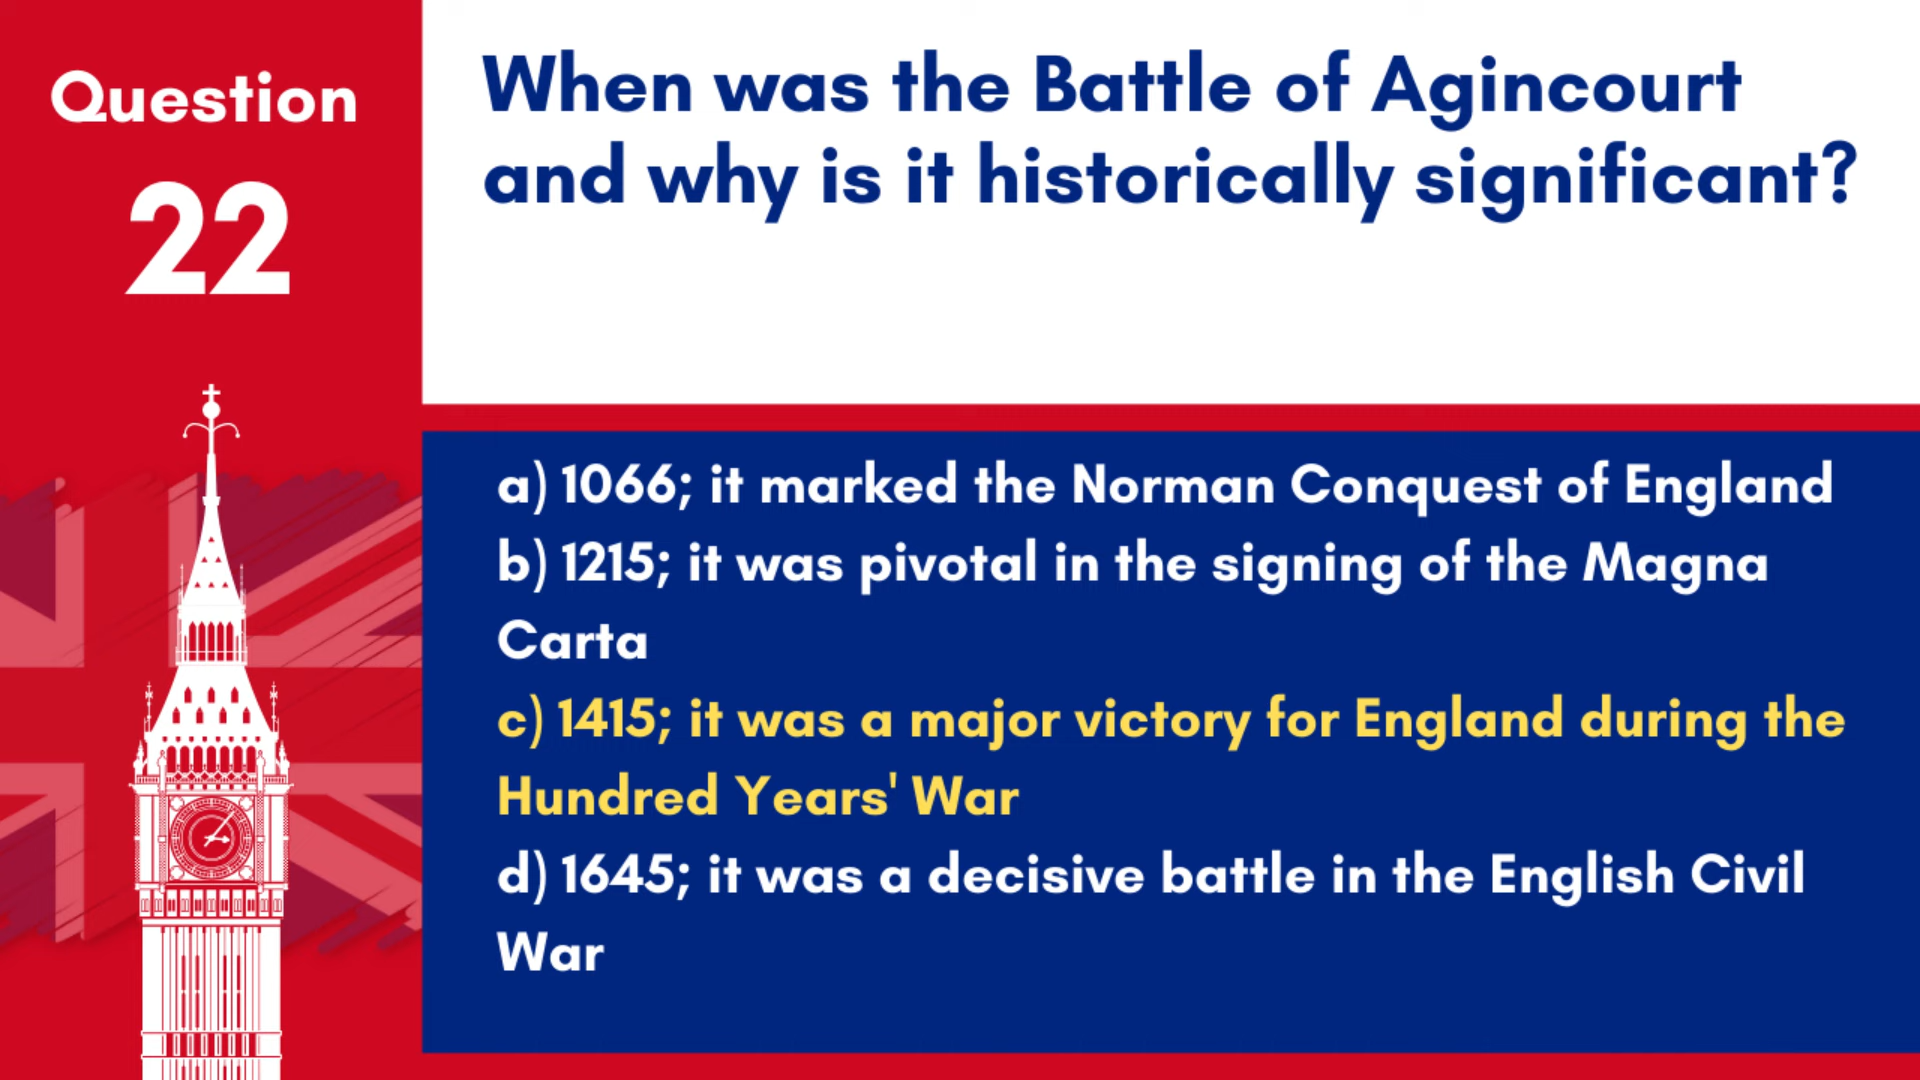 Question
22
When was the Battle of Agincourt
and why is it historically significant?
a) 1066; it marked the Norman Conquest of England
b) 1215; it was pivotal in the signing of the Magna
Carta
c) 1415; it was a major victory for England during the
Hundred Years' War
d) 1645; it was a decisive battle in the English Civil
War